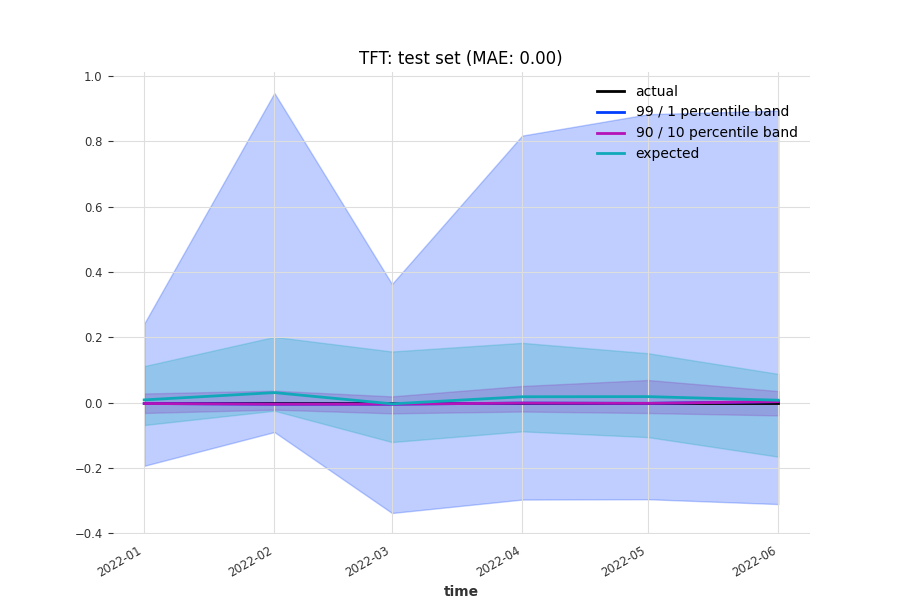 TFT: test set (MAE: 0.00)
actual
99 / 1 percentile band
90 / 10 percentile band
expected
1.0
0.8
0.6
0.4
0.2
0.0
−0.2
−0.4
2022-01
2022-02
2022-03
2022-04
2022-05
2022-06
time